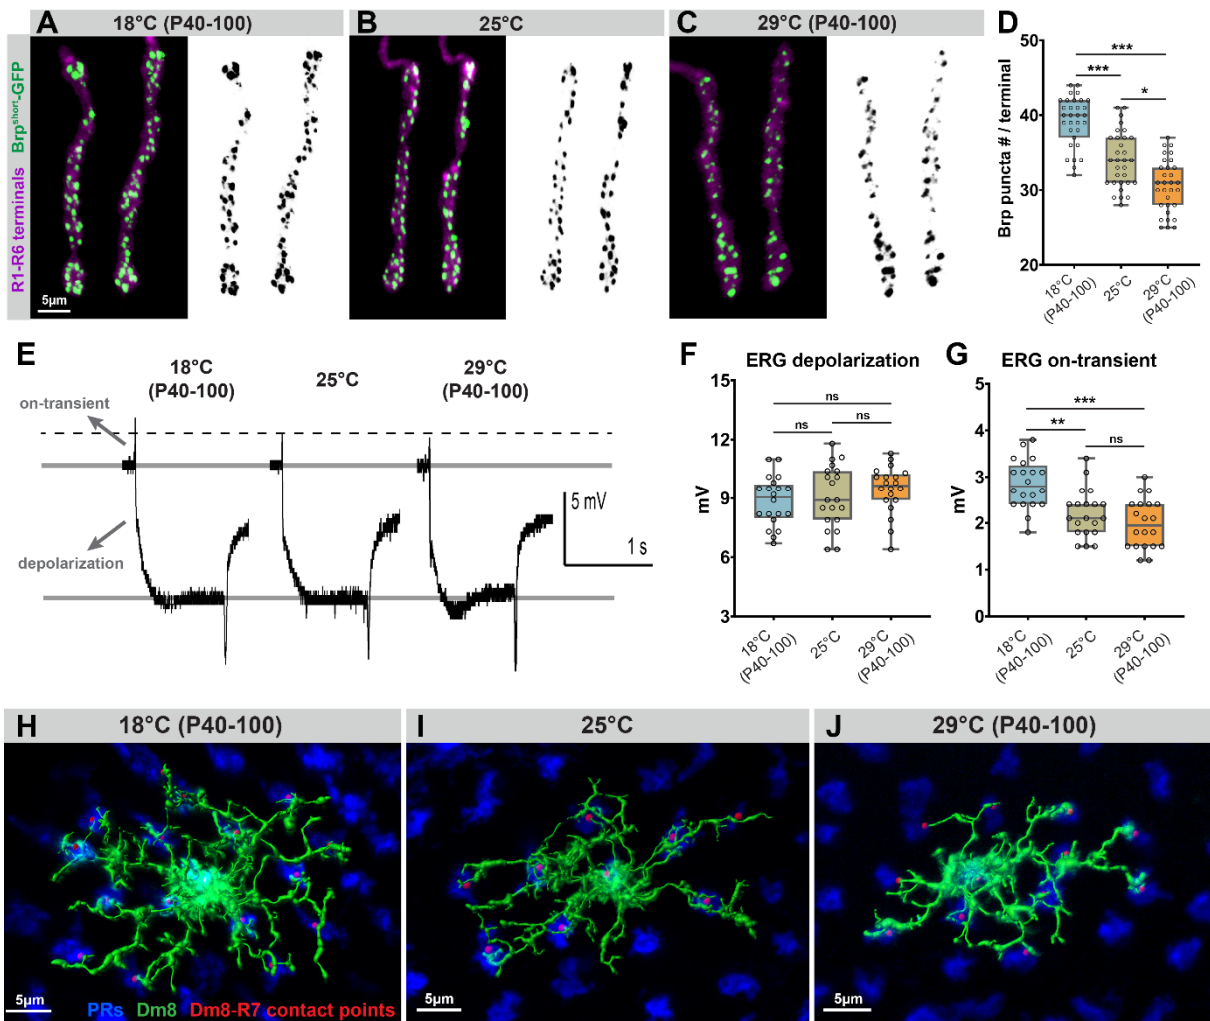 A 18°C (P40-100)
B 25°C
C 29°C (P40-100)
R1-R6 terminals Brpshort-GFP
5µm
D
Brp puncta # / terminal
50
40
30
20
***
***
*
18°C (P40-100)
25°C
29°C (P40-100)
E
18°C (P40-100)
25°C
29°C (P40-100)
on-transient
depolarization
5 mV
1 s
F ERG depolarization
mV
15
12
9
6
3
ns
ns
ns
18°C (P40-100)
25°C
29°C (P40-100)
G ERG on-transient
mV
5
4
3
2
1
0
***
**
ns
18°C (P40-100)
25°C
29°C (P40-100)
H 18°C (P40-100)
I 25°C
J 29°C (P40-100)
5µm
PRs Dm8 Dm8-R7 contact points
5µm
5µm